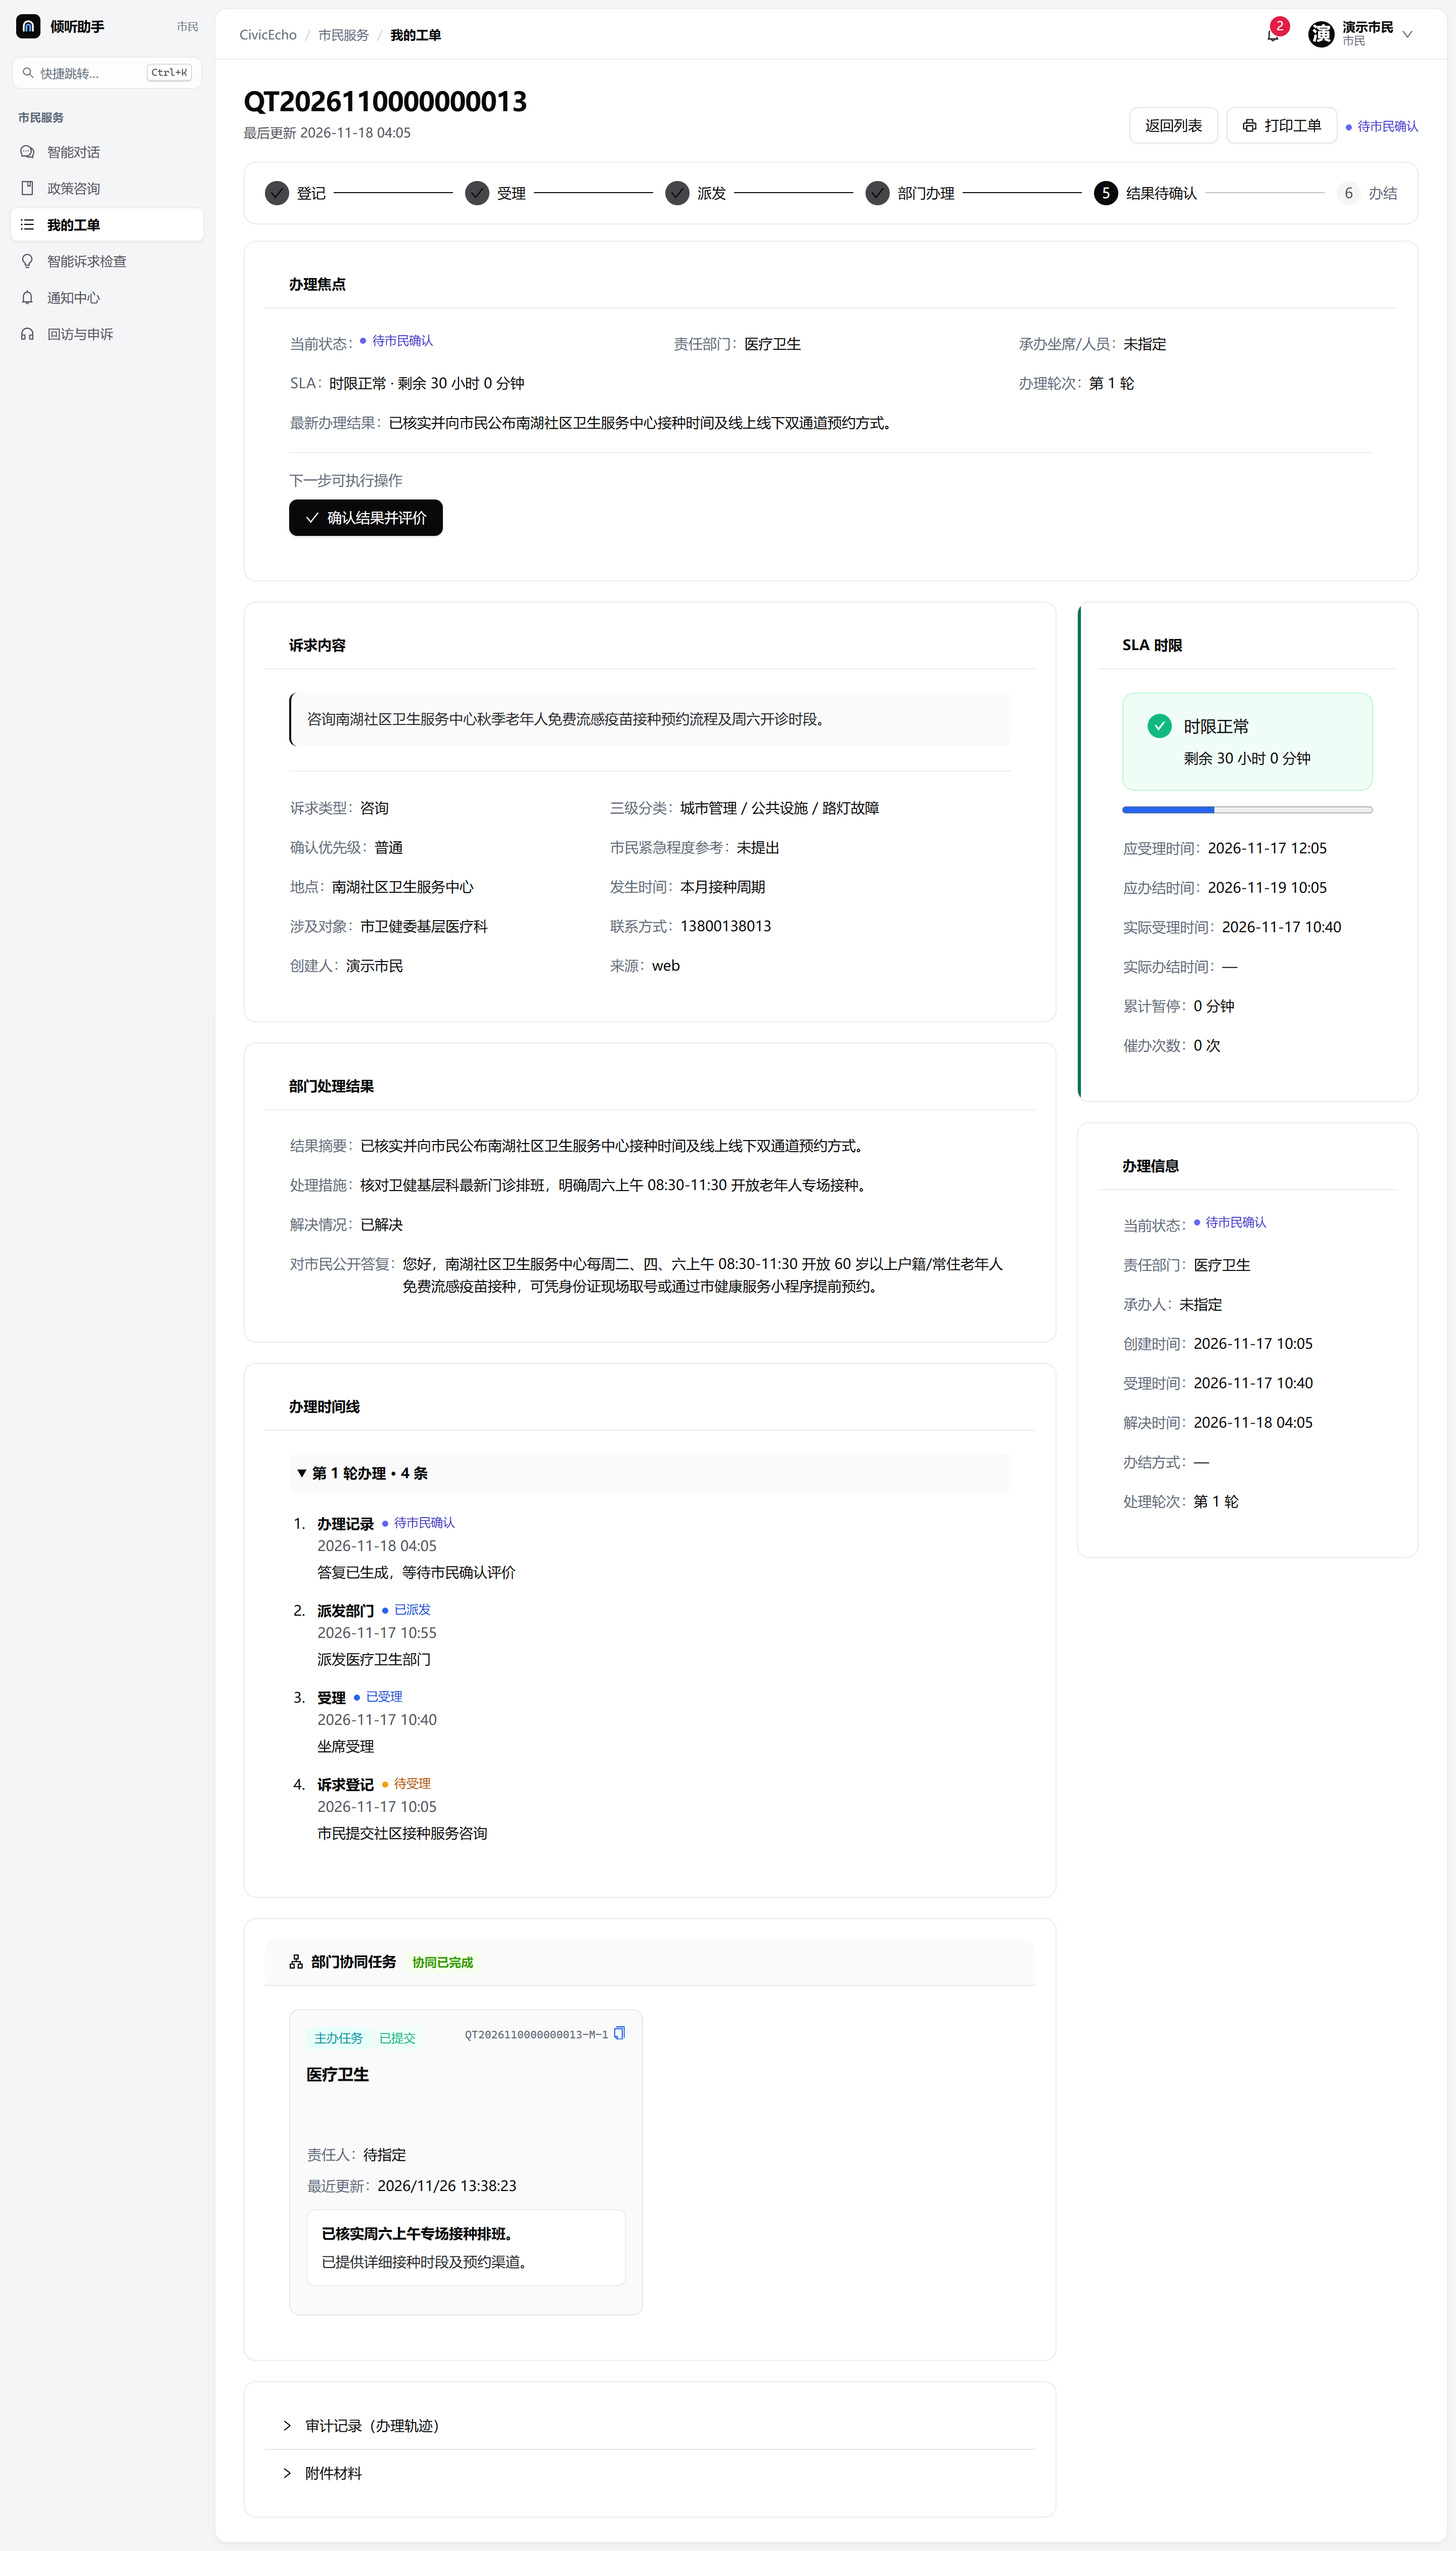 倾听助手
市民
快捷跳转...
Ctrl+K
市民服务
智能对话
政策咨询
我的工单
智能诉求检查
通知中心
回访与申诉
CivicEcho / 市民服务 / 我的工单
2
演
演示市民
市民
QT2026110000000013
最后更新 2026-11-18 04:05
返回列表
打印工单
待市民确认
登记
受理
派发
部门办理
5 结果待确认
6 办结
办理焦点
当前状态： 待市民确认
责任部门：医疗卫生
承办坐席/人员：未指定
SLA：时限正常 · 剩余 30 小时 0 分钟
办理轮次：第 1 轮
最新办理结果：已核实并向市民公布南湖社区卫生服务中心接种时间及线上线下双通道预约方式。
下一步可执行操作
确认结果并评价
诉求内容
咨询南湖社区卫生服务中心秋季老年人免费流感疫苗接种预约流程及周六开诊时段。
诉求类型：咨询
三级分类：城市管理 / 公共设施 / 路灯故障
确认优先级：普通
市民紧急程度参考：未提出
地点：南湖社区卫生服务中心
发生时间：本月接种周期
涉及对象：市卫健委基层医疗科
联系方式：13800138013
创建人：演示市民
来源：web
SLA 时限
时限正常
剩余 30 小时 0 分钟
应受理时间：2026-11-17 12:05
应办结时间：2026-11-19 10:05
实际受理时间：2026-11-17 10:40
实际办结时间：—
累计暂停：0 分钟
催办次数：0 次
部门处理结果
结果摘要：已核实并向市民公布南湖社区卫生服务中心接种时间及线上线下双通道预约方式。
处理措施：核对卫健基层科最新门诊排班，明确周六上午 08:30-11:30 开放老年人专场接种。
解决情况：已解决
对市民公开答复：您好，南湖社区卫生服务中心每周二、四、六上午 08:30-11:30 开放 60 岁以上户籍/常住老年人
免费流感疫苗接种，可凭身份证现场取号或通过市健康服务小程序提前预约。
办理信息
当前状态： 待市民确认
责任部门：医疗卫生
承办人：未指定
创建时间：2026-11-17 10:05
受理时间：2026-11-17 10:40
解决时间：2026-11-18 04:05
办结方式：—
处理轮次：第 1 轮
办理时间线
▼ 第 1 轮办理 • 4 条
1. 办理记录 待市民确认
2026-11-18 04:05
答复已生成，等待市民确认评价
2. 派发部门 已派发
2026-11-17 10:55
派发医疗卫生部门
3. 受理 已受理
2026-11-17 10:40
坐席受理
4. 诉求登记 待受理
2026-11-17 10:05
市民提交社区接种服务咨询
部门协同任务 协同已完成
主办任务 已提交 QT2026110000000013-M-1
医疗卫生
责任人：待指定
最近更新：2026/11/26 13:38:23
已核实周六上午专场接种排班。
已提供详细接种时段及预约渠道。
审计记录（办理轨迹）
附件材料